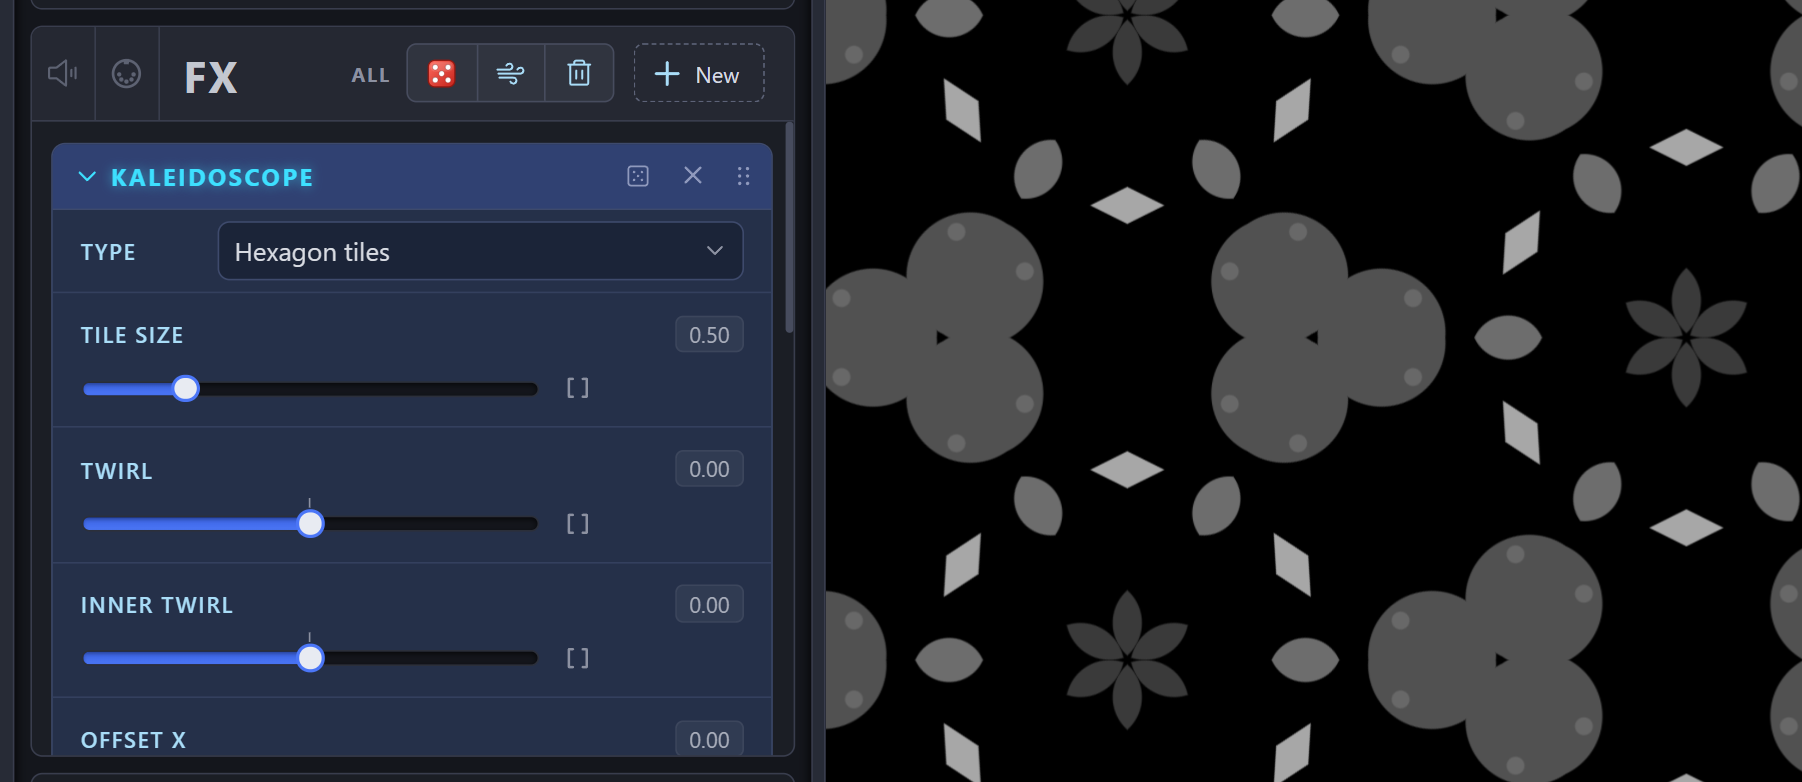 FX ALL New
KALEIDOSCOPE
TYPE Hexagon tiles
TILE SIZE 0.50
[ ]
TWIRL 0.00
[ ]
INNER TWIRL 0.00
[ ]
OFFSET X 0.00